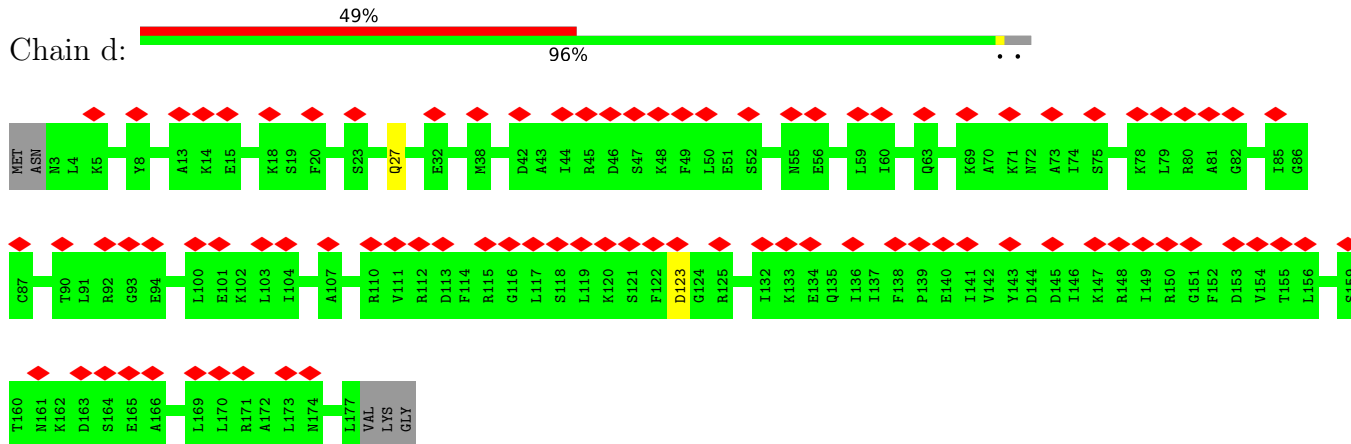 49%
Chain d:
96%
• •
MET ASN N3 L4 K5 Y8 A13 K14 E15 K18 S19 F20 S23 Q27 E32 M38 D42 A43 I44 R45 D46 S47 K48 F49 L50 E51 S52 N55 E56 L59 I60 Q63 K69 A70 K71 N72 A73 I74 S75 K78 L79 R80 A81 G82 I85 G86
C87 T90 L91 R92 G93 E94 L100 E101 K102 L103 I104 A107 R110 V111 R112 D113 F114 R115 G116 L117 S118 L119 K120 S121 F122 D123 G124 R125 I132 K133 E134 Q135 I136 I137 F138 P139 E140 I141 V142 Y143 D144 D145 I146 K147 R148 I149 R150 G151 F152 D153 V154 T155 L156 S159
T160 N161 K162 D163 S164 E165 A166 L169 L170 R171 A172 L173 N174 L177 VAL LYS GLY